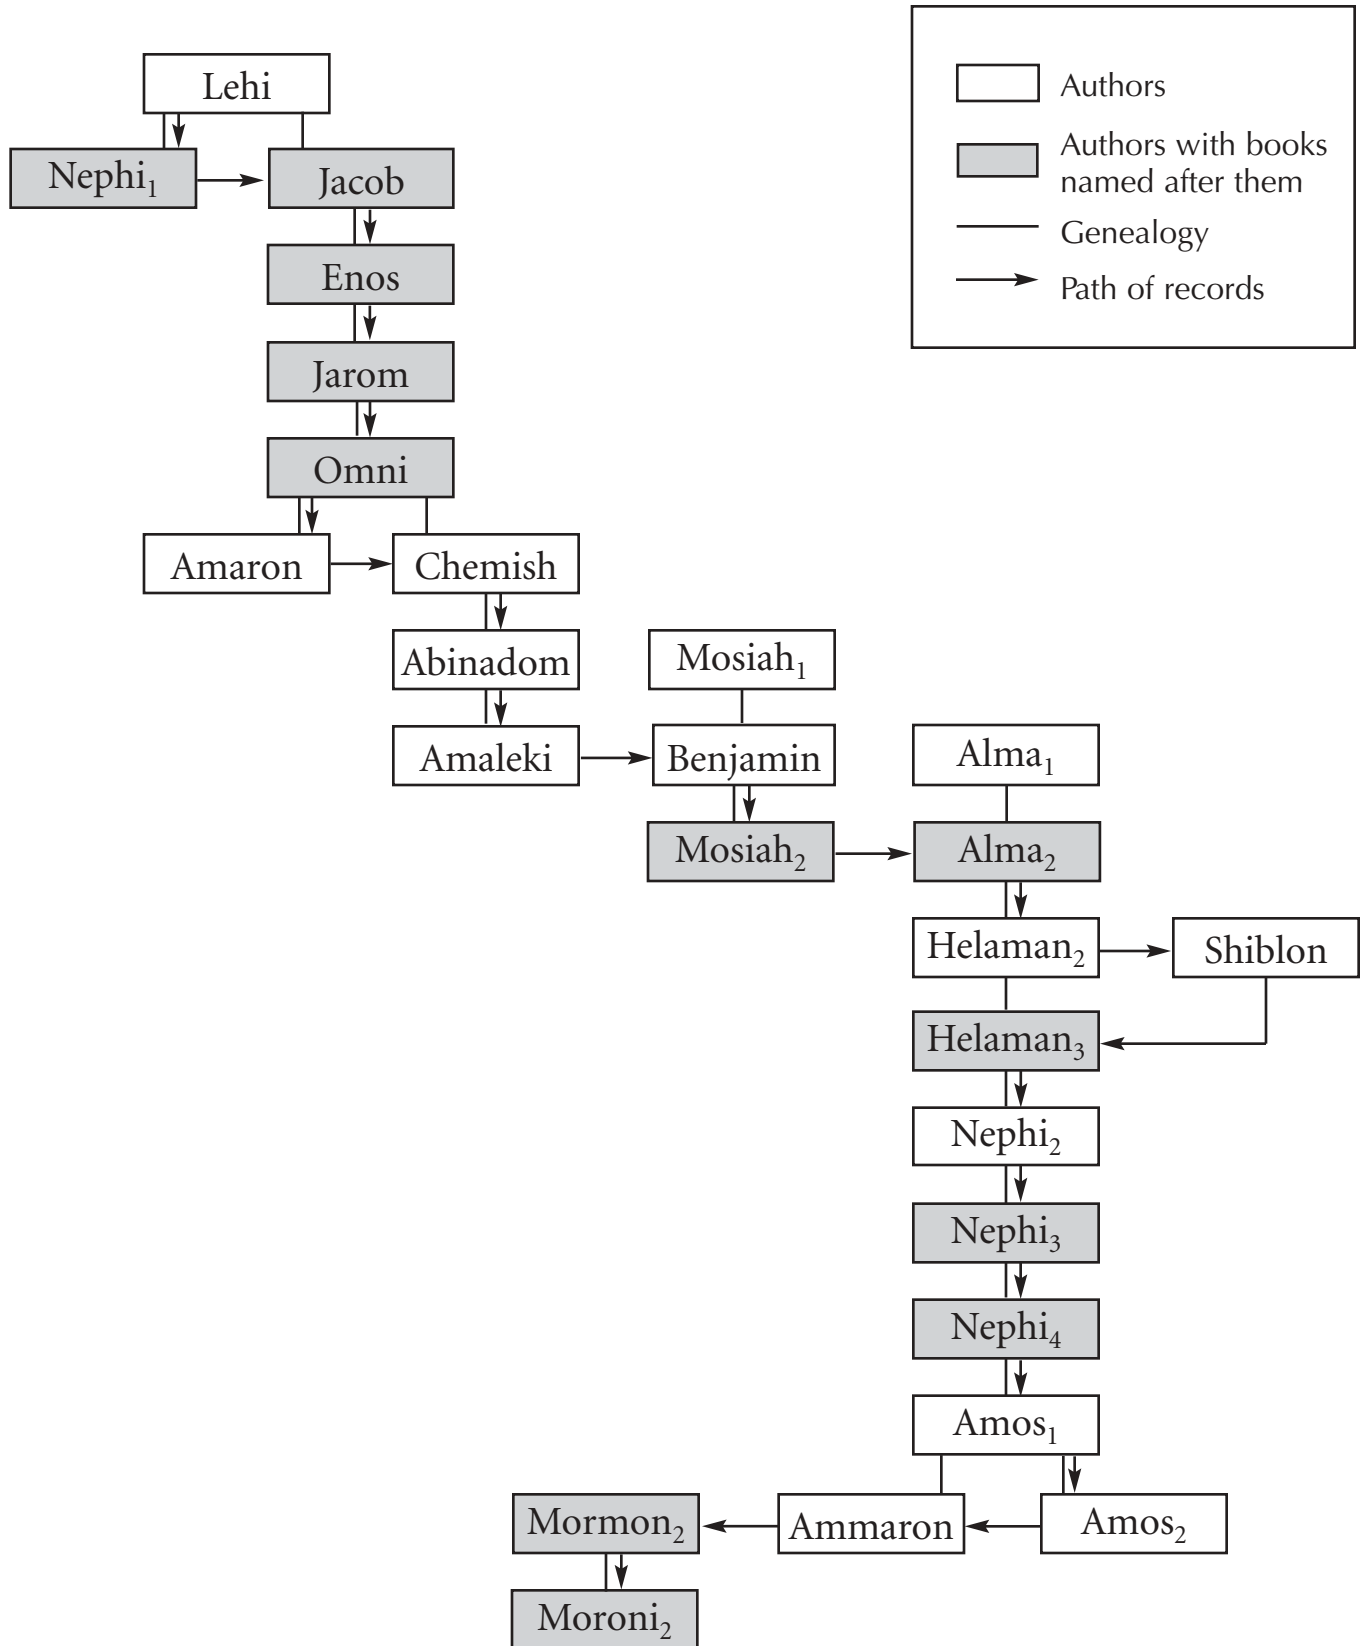 Lehi
Authors
Nephi₁
Jacob
Authors with books
named after them
Genealogy
Enos
Path of records
Jarom
Omni
Amaron
Chemish
Abinadom
Mosiah₁
Amaleki
Benjamin
Alma₁
Mosiah₂
Alma₂
Helaman₂
Shiblon
Helaman₃
Nephi₂
Nephi₃
Nephi₄
Amos₁
Mormon₂
Ammaron
Amos₂
Moroni₂